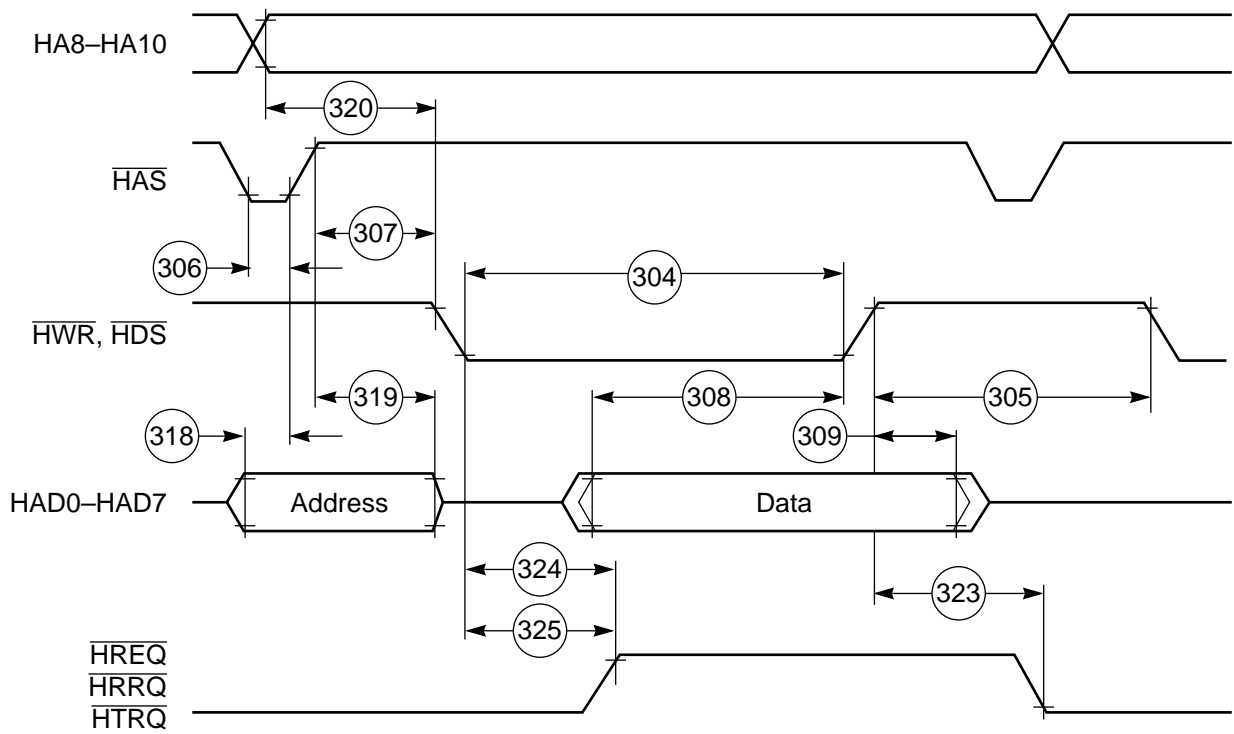 HA8–HA10
320
HAS
307
306
304
HWR, HDS
319
308
305
318
309
HAD0–HAD7
Address
Data
324
323
325
HREQ
HRRQ
HTRQ